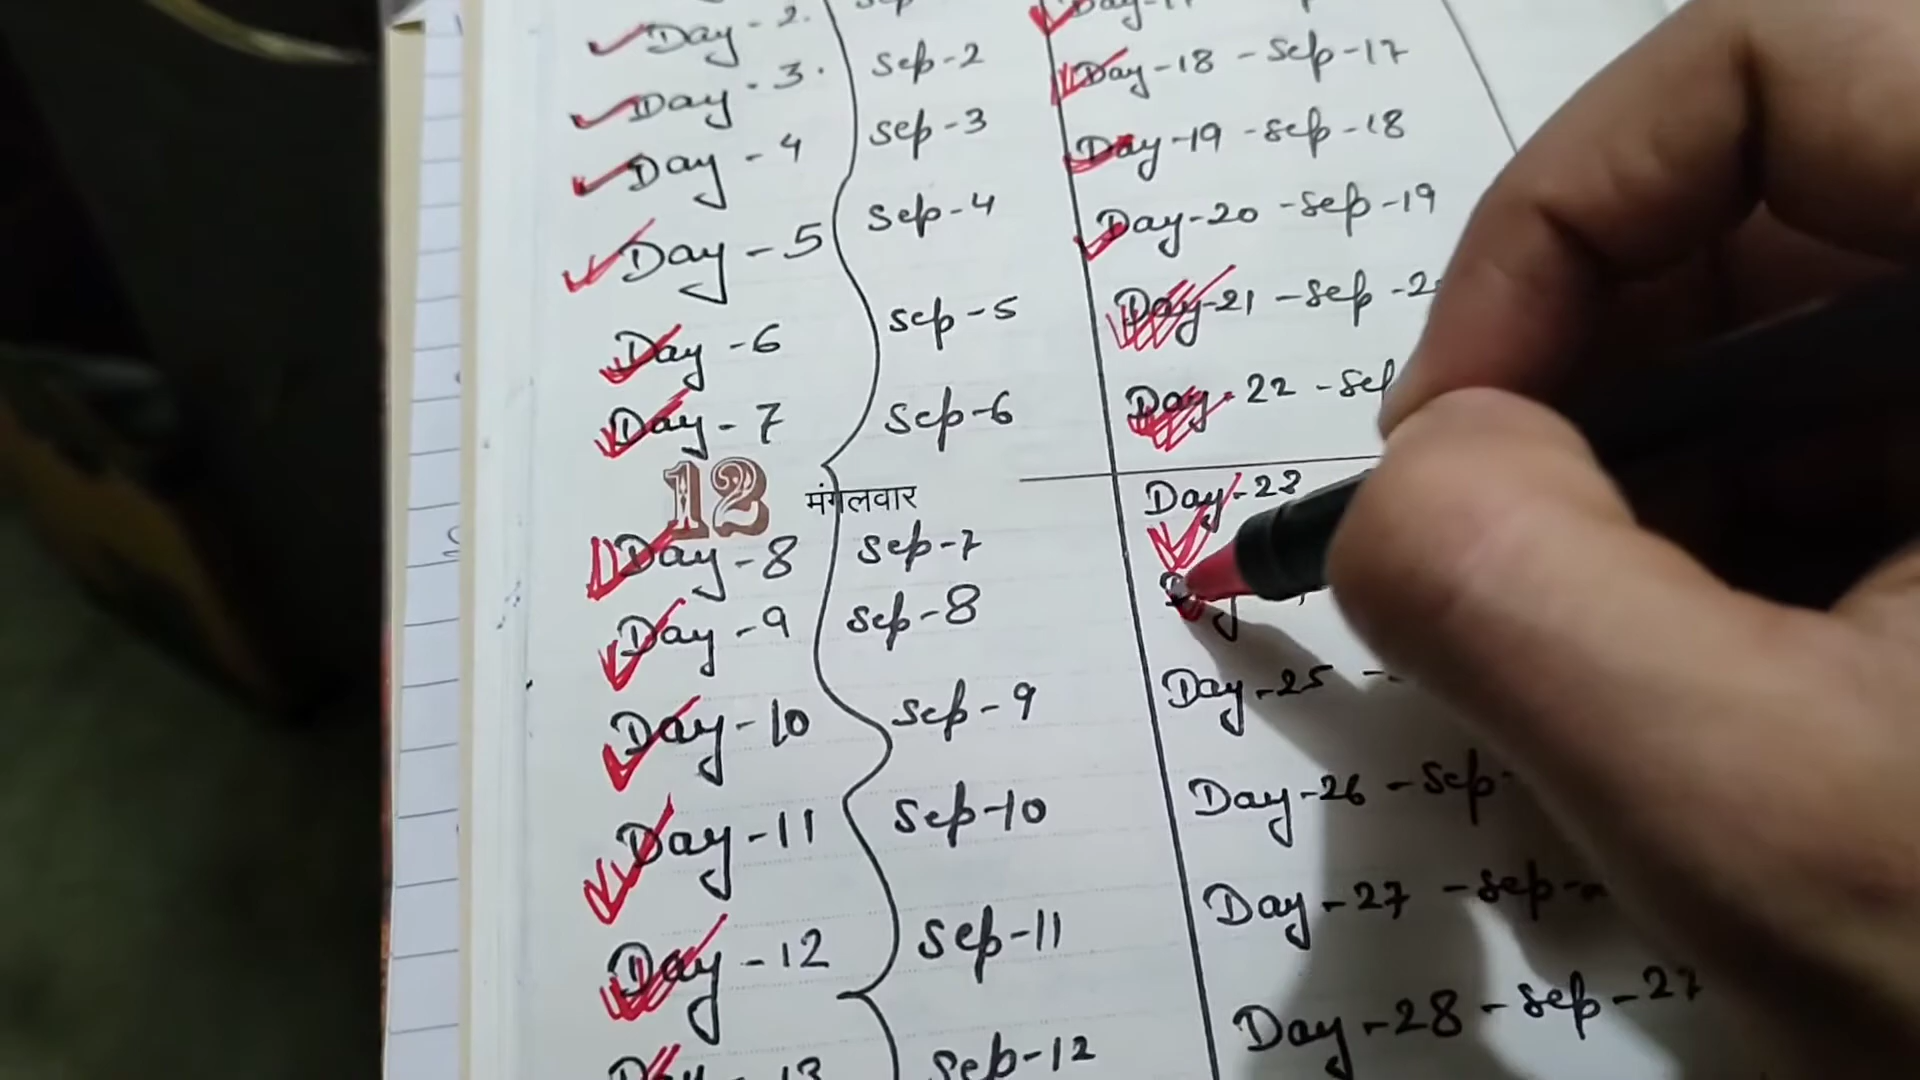 Day - 2.
Day - 3. Sep-2
Day - 4 Sep-3
Day - 5 Sep-4
Day - 6 Sep-5
Day - 7 Sep-6
12 मंगलवार
Day - 8 Sep-7
Day - 9 Sep-8
Day - 10 Sep-9
Day - 11 Sep-10
Day - 12 Sep-11
Sep-12
Day-18 - Sep-17
Day-19 - Sep-18
Day-20 - Sep-19
Day-21 - Sep -2
Day - 22 - Sep
Day-23
Day-25 -
Day-26 - Sep-
Day-27 - Sep-
Day-28 - Sep-27